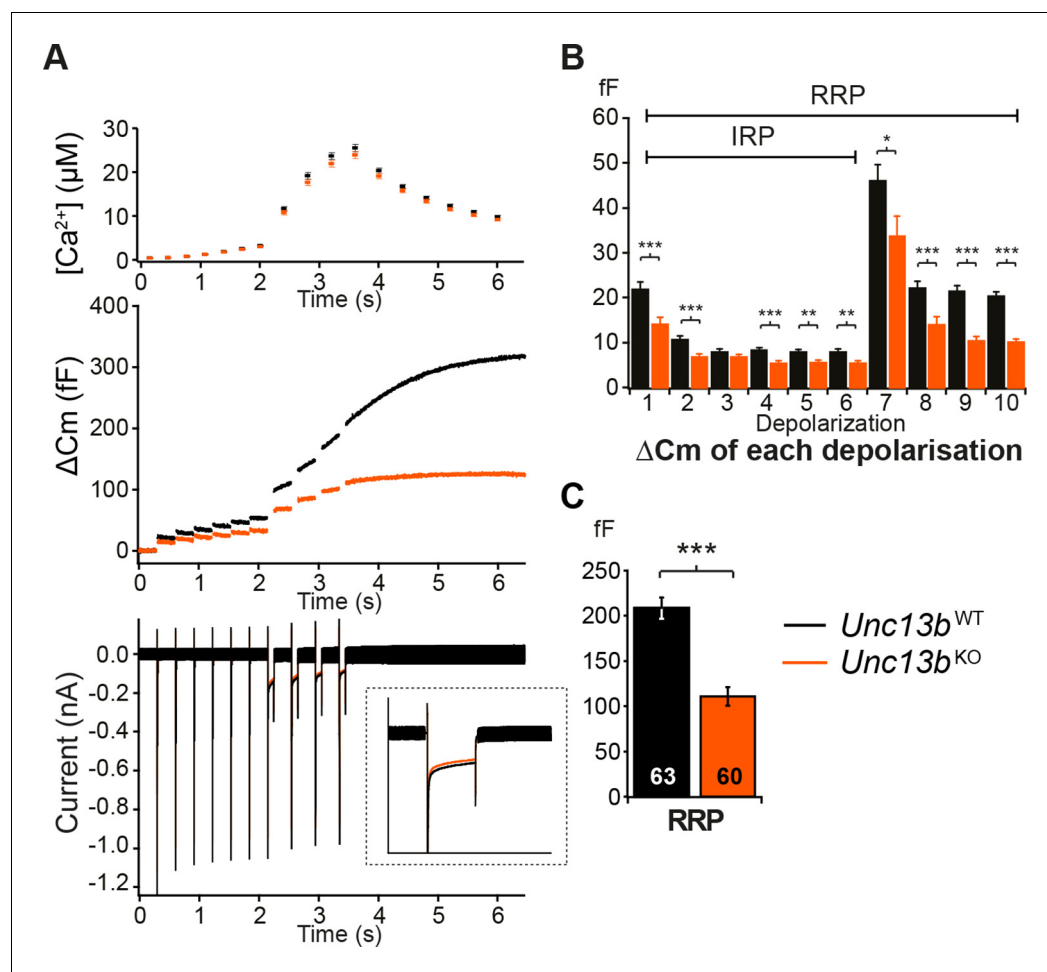 A
[Ca2+] (µM)
30
20
10
0
0 1 2 3 4 5 6
Time (s)
ΔCm (fF)
400
300
200
100
0
0 1 2 3 4 5 6
Time (s)
Current (nA)
0.0
-0.2
-0.4
-0.6
-0.8
-1.0
-1.2
0 1 2 3 4 5 6
Time (s)
B
fF
60
50
40
30
20
10
0
RRP
IRP
*** *** *** ** ** * *** *** ***
1 2 3 4 5 6 7 8 9 10
Depolarization
ΔCm of each depolarisation
C
fF
250
200
150
100
50
0
***
63 60
RRP
Unc13bWT
Unc13bKO